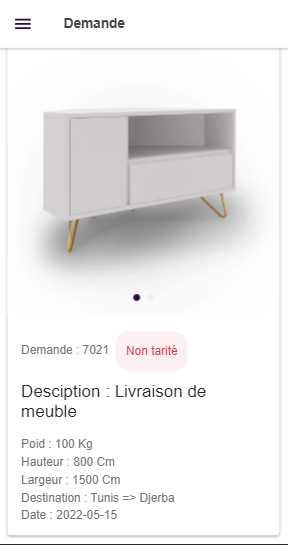 Demande
Demande : 7021 Non tarité
Desciption : Livraison de
meuble
Poid : 100 Kg
Hauteur : 800 Cm
Largeur : 1500 Cm
Destination : Tunis => Djerba
Date : 2022-05-15